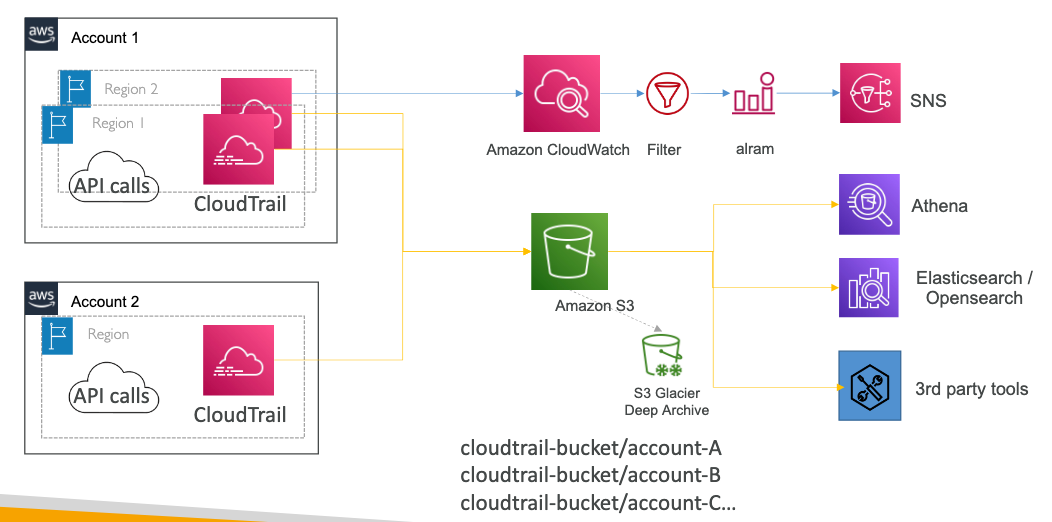 aws
Account 1
Region 2
Region 1
API calls
CloudTrail
Amazon CloudWatch
Filter
alram
SNS
Athena
Amazon S3
Elasticsearch /
Opensearch
aws
Account 2
Region
API calls
CloudTrail
S3 Glacier
Deep Archive
3rd party tools
cloudtrail-bucket/account-A
cloudtrail-bucket/account-B
cloudtrail-bucket/account-C...